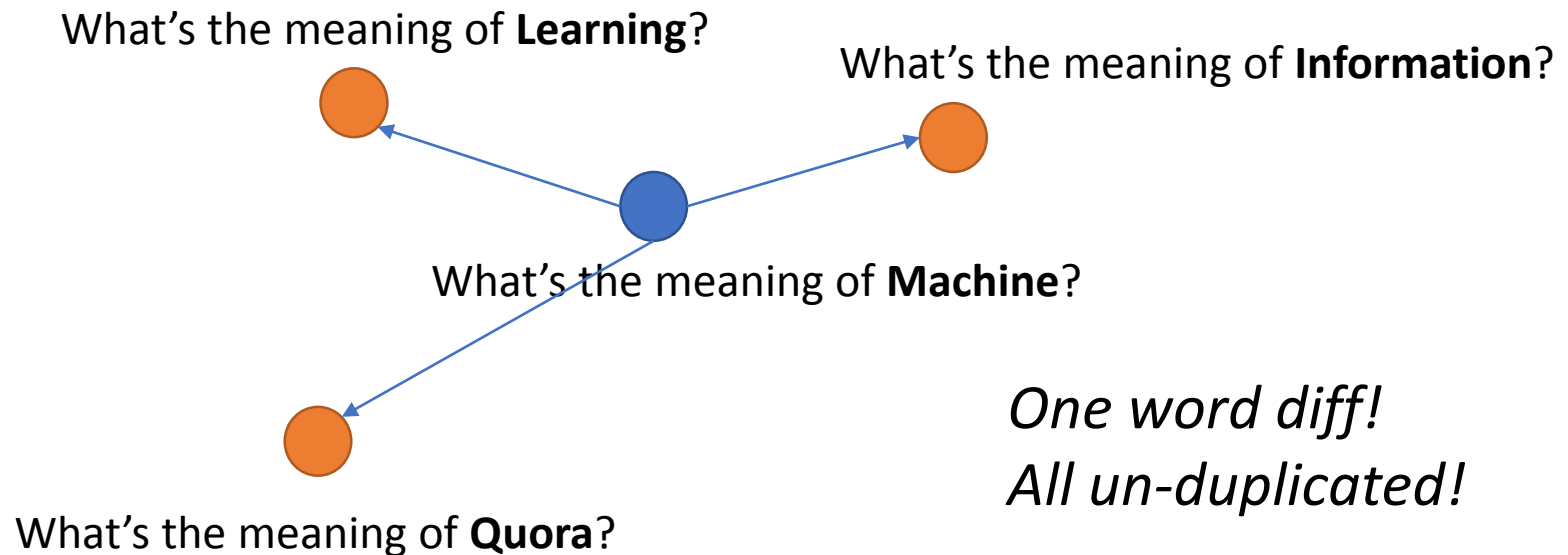 What’s the meaning of Learning?
What’s the meaning of Information?
What’s the meaning of Machine?
One word diff!
All un-duplicated!
What’s the meaning of Quora?